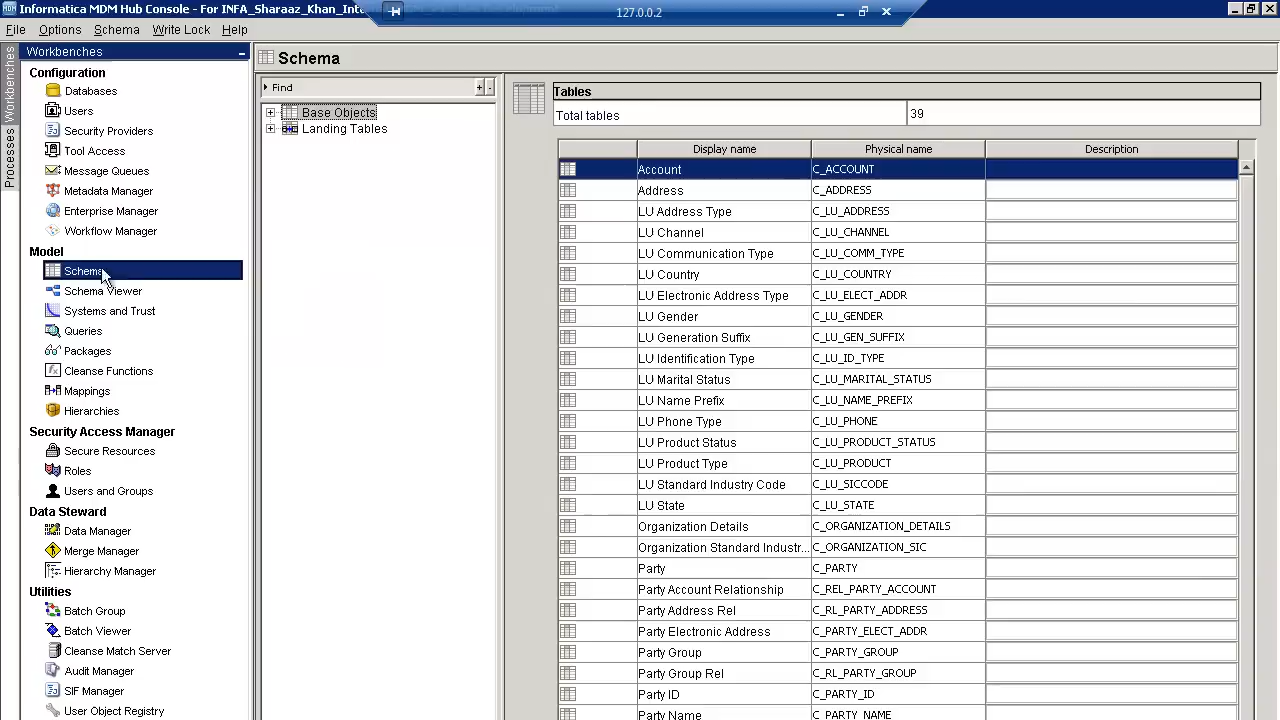 Informatica MDM Hub Console - For INFA_Sharaaz_Khan_Inte
127.0.0.2
File Options Schema Write Lock Help
Workbenches
Processes
Workbenches
Configuration
Databases
Users
Security Providers
Tool Access
Message Queues
Metadata Manager
Enterprise Manager
Workflow Manager
Model
Schema
Schema Viewer
Systems and Trust
Queries
Packages
Cleanse Functions
Mappings
Hierarchies
Security Access Manager
Secure Resources
Roles
Users and Groups
Data Steward
Data Manager
Merge Manager
Hierarchy Manager
Utilities
Batch Group
Batch Viewer
Cleanse Match Server
Audit Manager
SIF Manager
User Object Registry
Schema
Find
Base Objects
Landing Tables
Tables
Total tables 39
Display name Physical name Description
Account C_ACCOUNT
Address C_ADDRESS
LU Address Type C_LU_ADDRESS
LU Channel C_LU_CHANNEL
LU Communication Type C_LU_COMM_TYPE
LU Country C_LU_COUNTRY
LU Electronic Address Type C_LU_ELECT_ADDR
LU Gender C_LU_GENDER
LU Generation Suffix C_LU_GEN_SUFFIX
LU Identification Type C_LU_ID_TYPE
LU Marital Status C_LU_MARITAL_STATUS
LU Name Prefix C_LU_NAME_PREFIX
LU Phone Type C_LU_PHONE
LU Product Status C_LU_PRODUCT_STATUS
LU Product Type C_LU_PRODUCT
LU Standard Industry Code C_LU_SICCODE
LU State C_LU_STATE
Organization Details C_ORGANIZATION_DETAILS
Organization Standard Industr... C_ORGANIZATION_SIC
Party C_PARTY
Party Account Relationship C_REL_PARTY_ACCOUNT
Party Address Rel C_RL_PARTY_ADDRESS
Party Electronic Address C_PARTY_ELECT_ADDR
Party Group C_PARTY_GROUP
Party Group Rel C_RL_PARTY_GROUP
Party ID C_PARTY_ID
Party Name C_PARTY_NAME